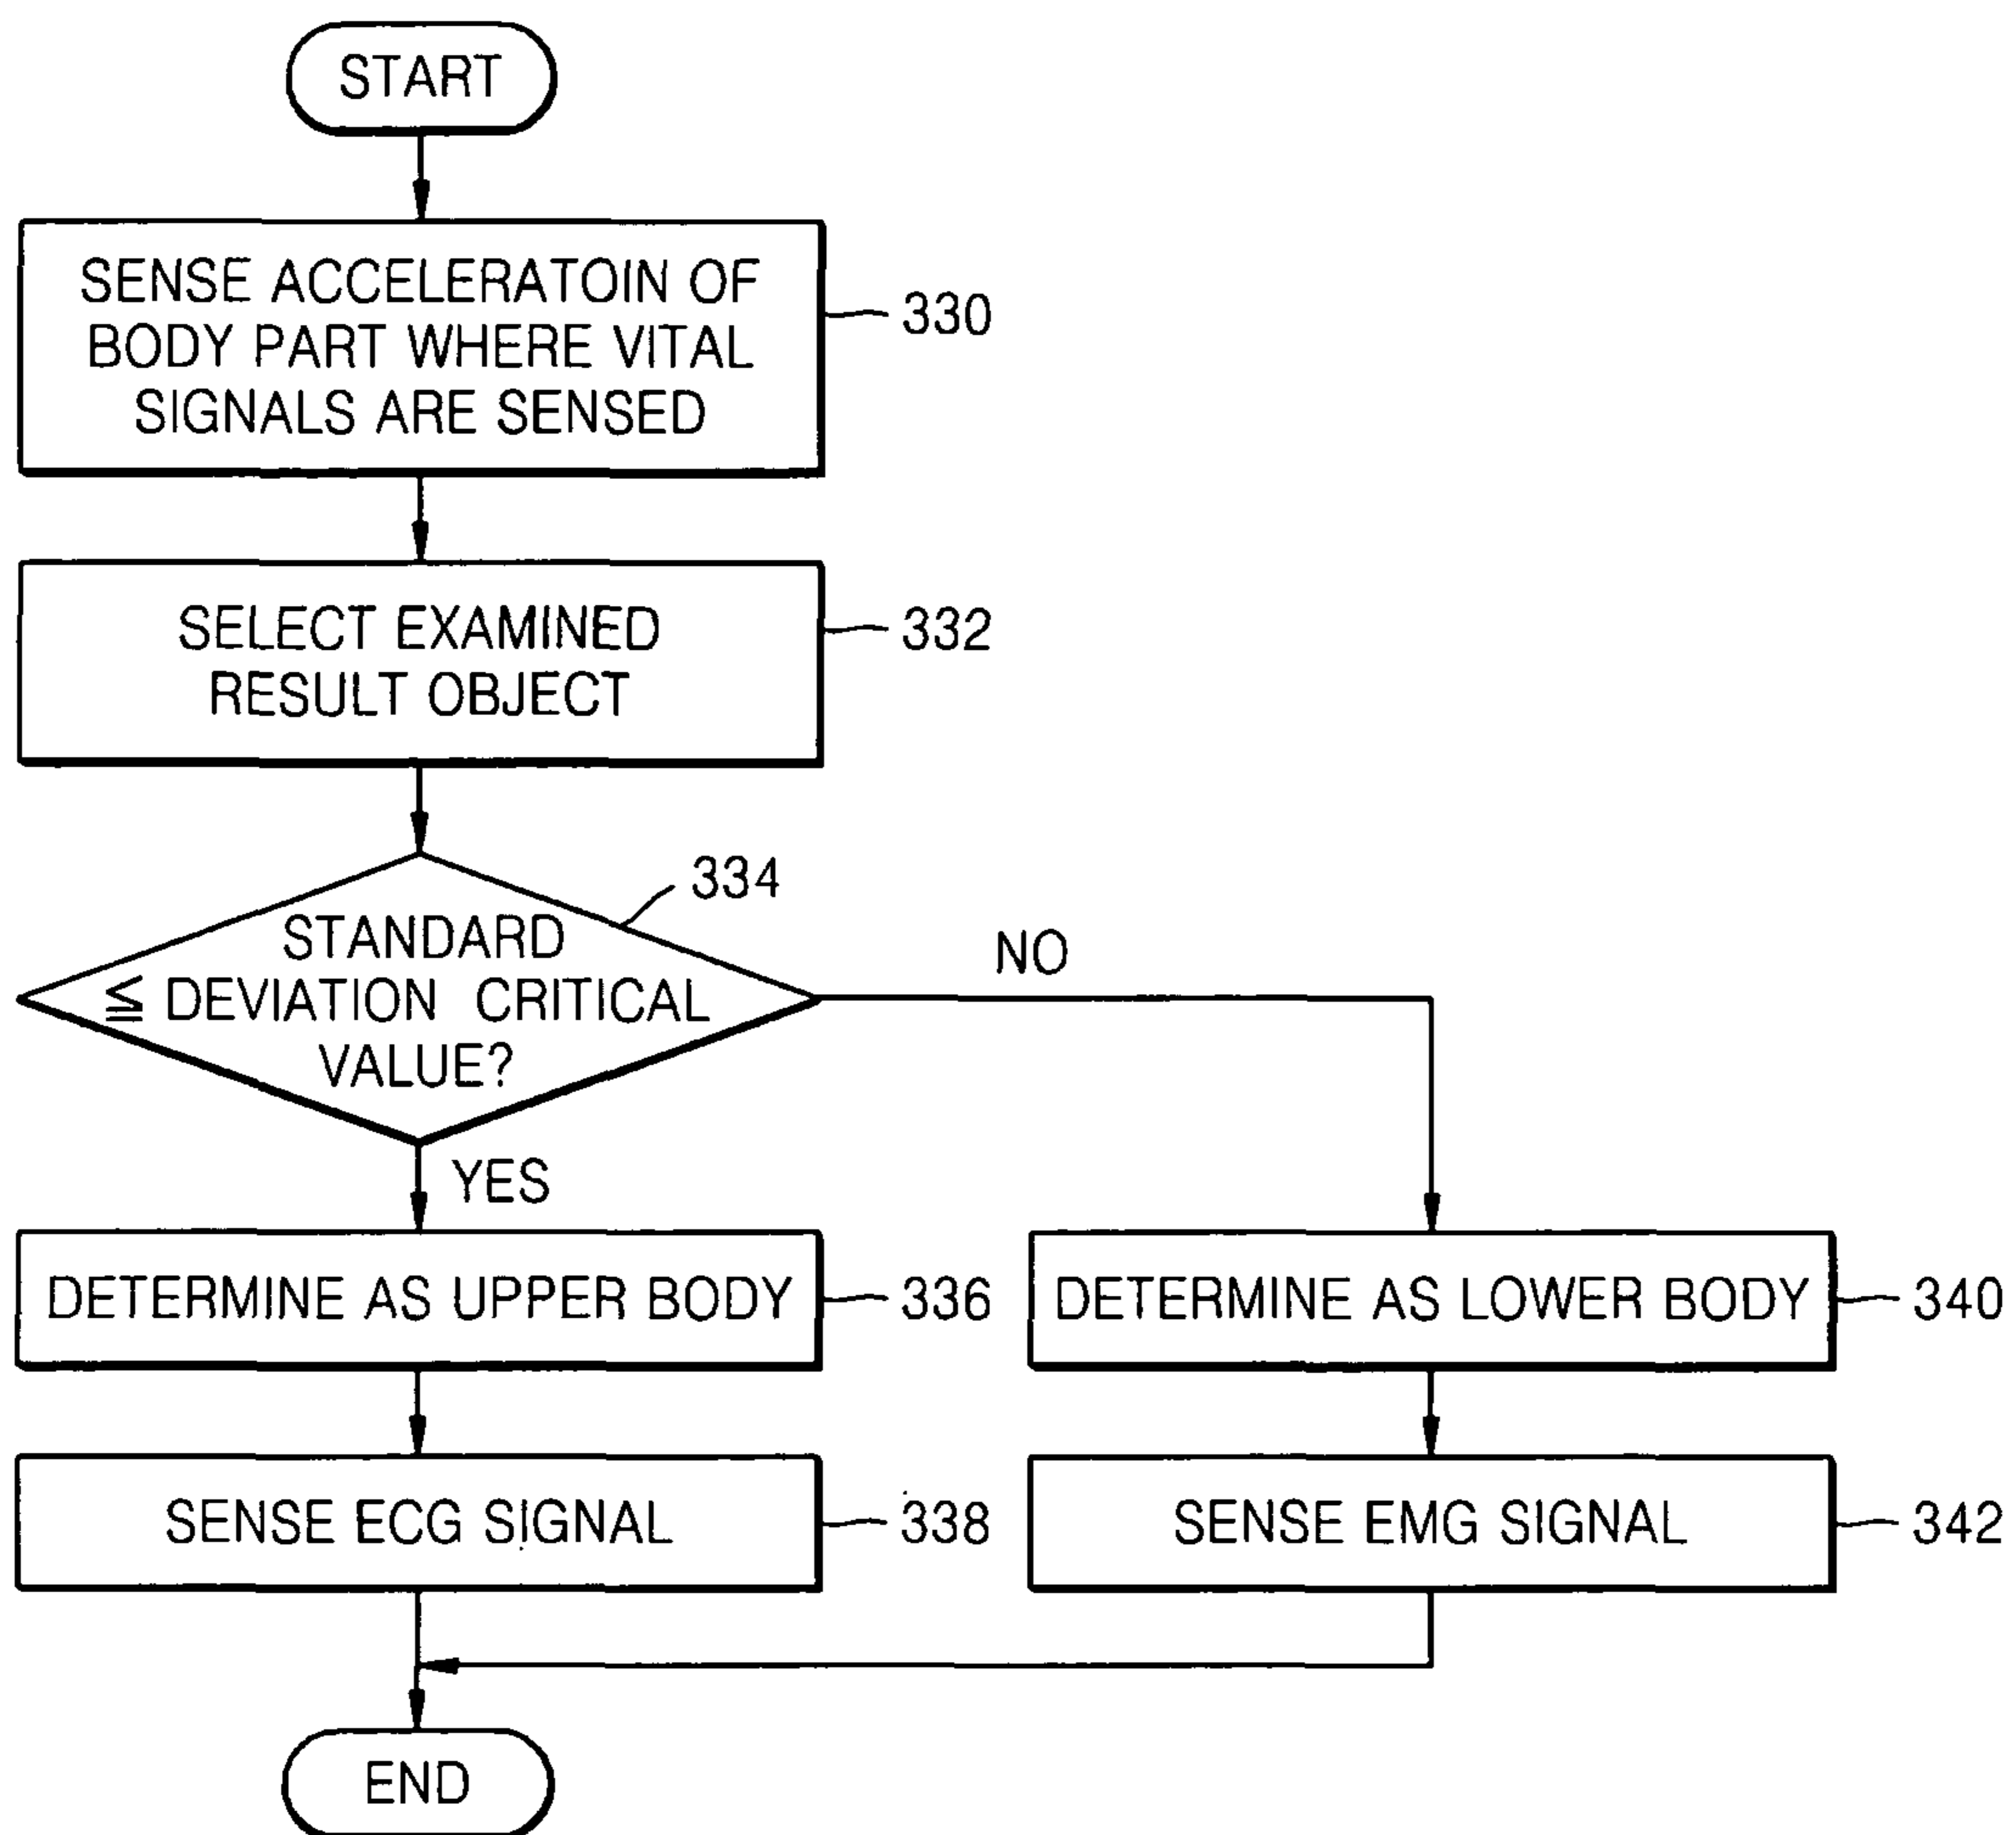 START
SENSE ACCELERATOIN OF
BODY PART WHERE VITAL
SIGNALS ARE SENSED
330
SELECT EXAMINED
RESULT OBJECT
332
334
STANDARD
≦ DEVIATION CRITICAL
VALUE?
NO
YES
DETERMINE AS UPPER BODY
336
DETERMINE AS LOWER BODY
340
SENSE ECG SIGNAL
338
SENSE EMG SIGNAL
342
END